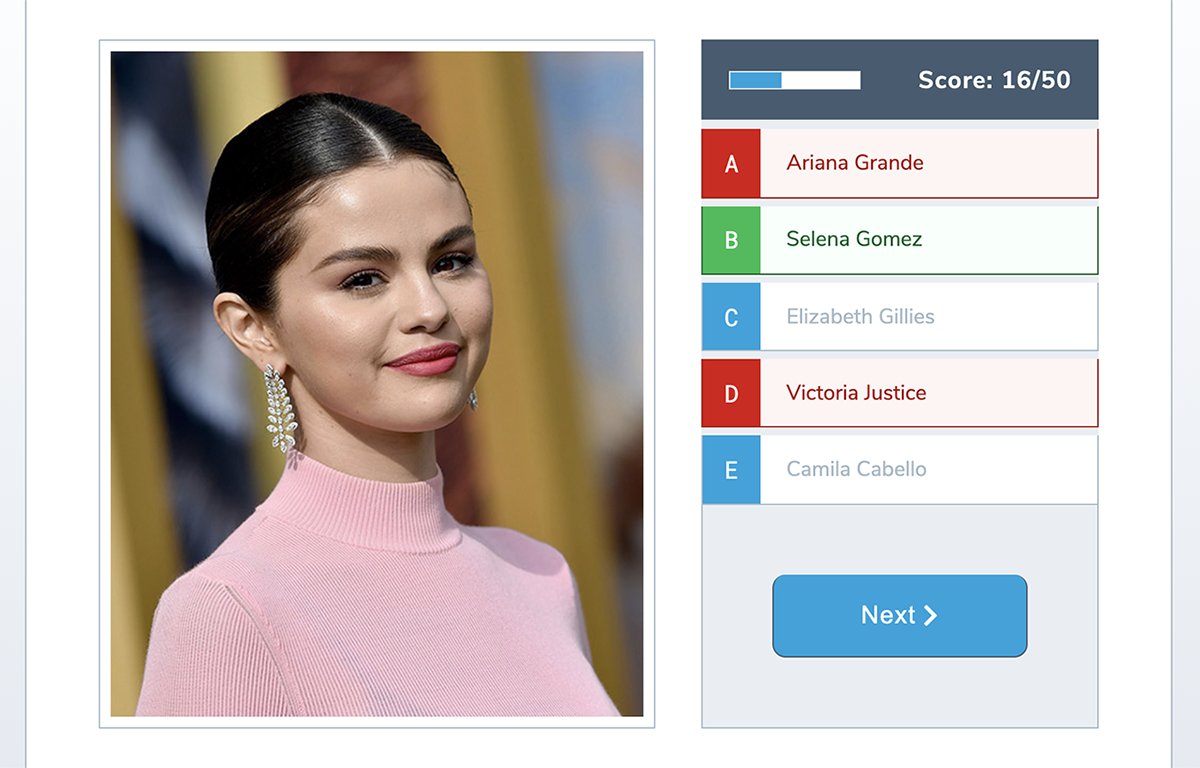 Score: 16/50
A Ariana Grande
B Selena Gomez
C Elizabeth Gillies
D Victoria Justice
E Camila Cabello
Next